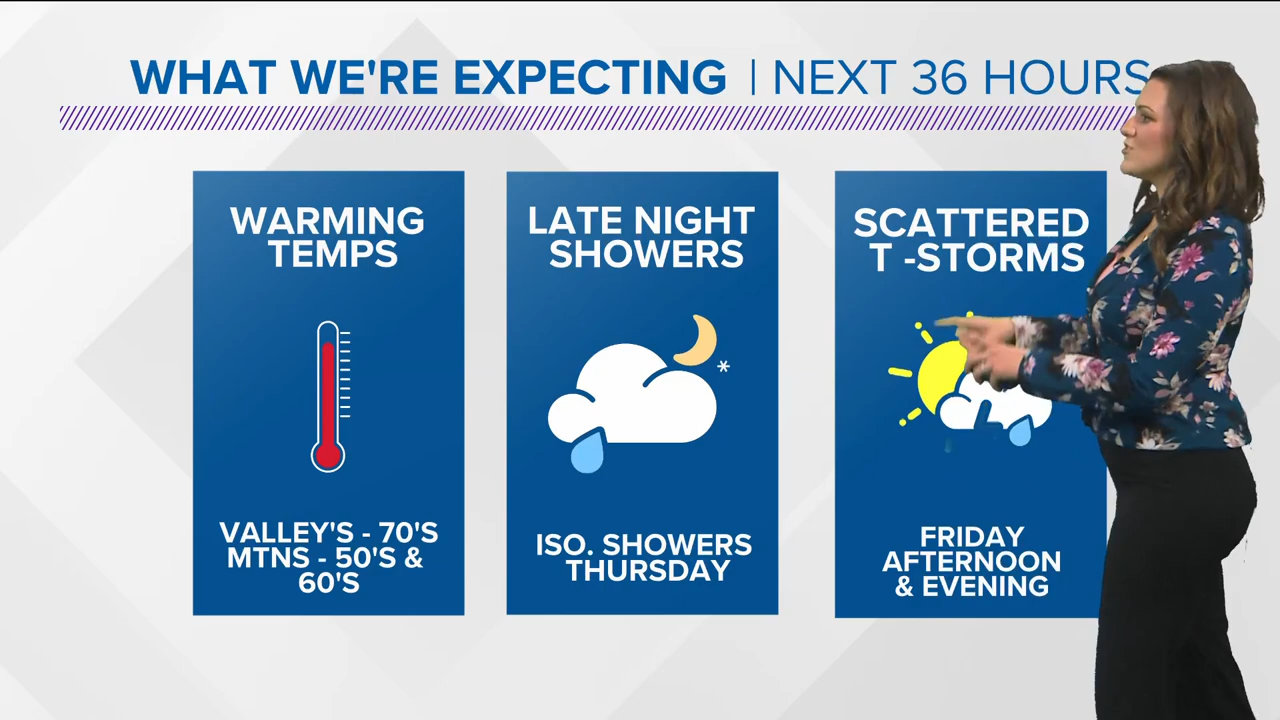 WHAT WE'RE EXPECTING | NEXT 36 HOURS
WARMING
TEMPS
VALLEY'S - 70'S
MTNS - 50'S &
60'S
LATE NIGHT
SHOWERS
ISO. SHOWERS
THURSDAY
SCATTERED
T -STORMS
FRIDAY
AFTERNOON
& EVENING